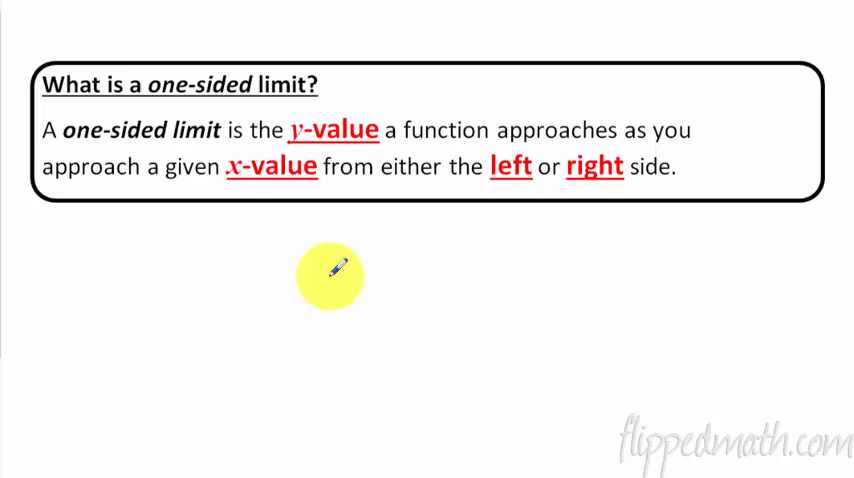 What is a one-sided limit?
A one-sided limit is the y-value a function approaches as you
approach a given x-value from either the left or right side.
flippedmath.com